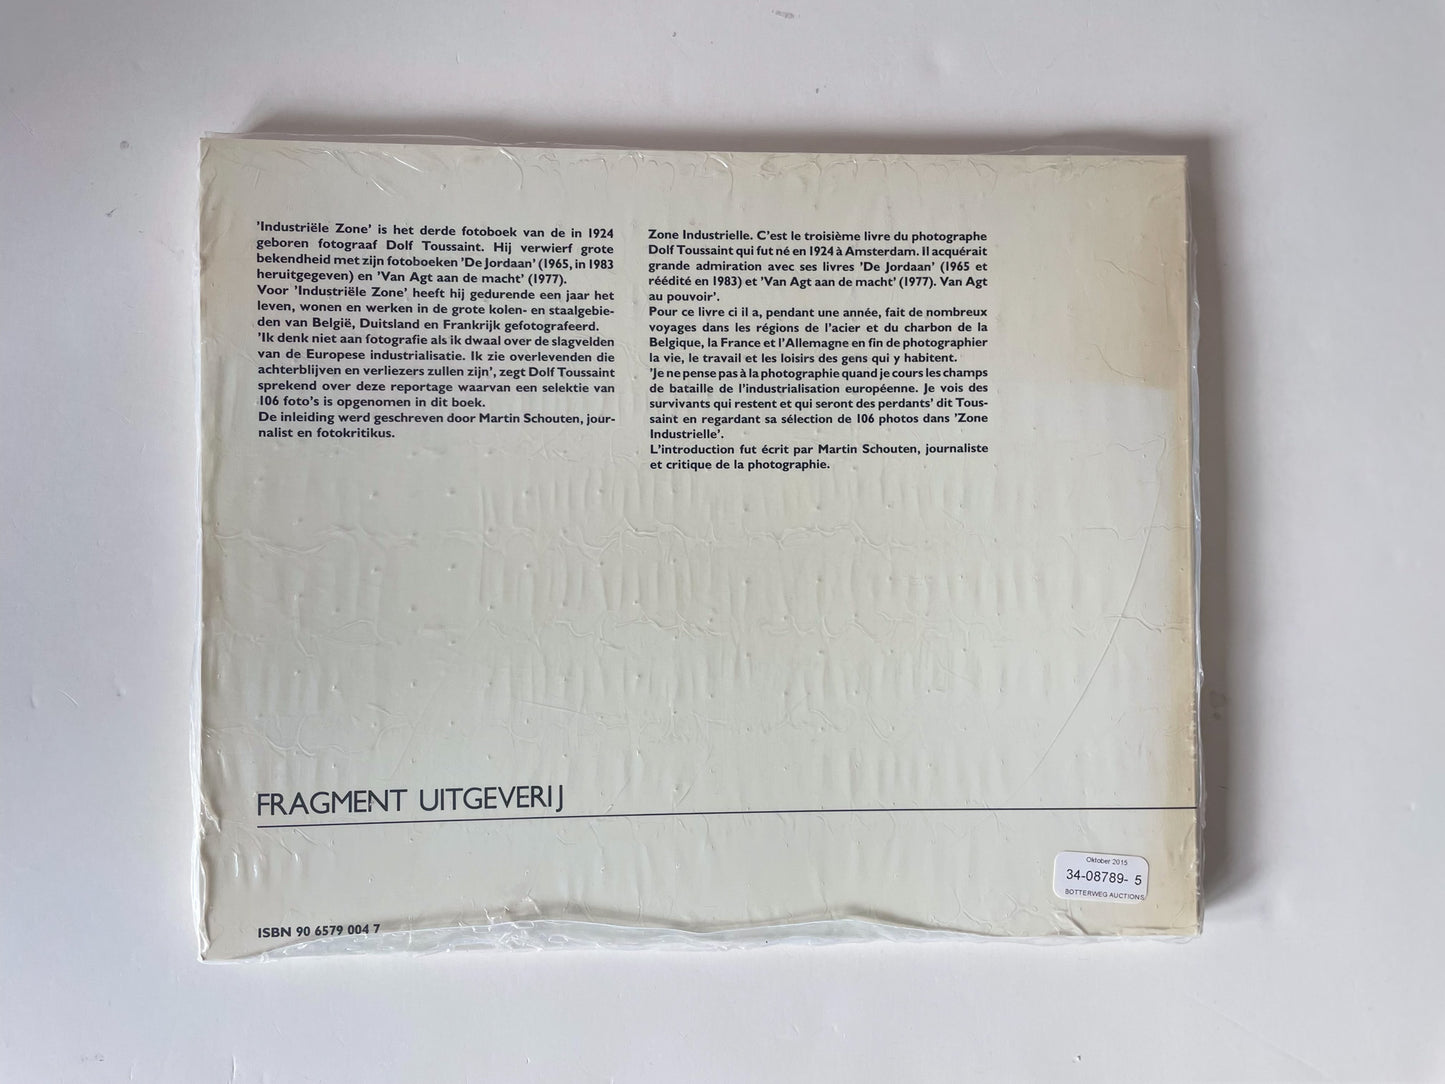 'Industriële Zone' is het derde fotoboek van de in 1924
geboren fotograaf Dolf Toussaint. Hij verwierf grote
bekendheid met zijn fotoboeken 'De Jordaan' (1965, in 1983
heruitgegeven) en 'Van Agt aan de macht' (1977).
Voor 'Industriële Zone' heeft hij gedurende een jaar het
leven, wonen en werken in de grote kolen- en staalgebie-
den van België, Duitsland en Frankrijk gefotografeerd.
'Ik denk niet aan fotografie als ik dwaal over de slagvelden
van de Europese industrialisatie. Ik zie overlevenden die
achterblijven en verliezers zullen zijn', zegt Dolf Toussaint
sprekend over deze reportage waarvan een selektie van
106 foto's is opgenomen in dit boek.
De inleiding werd geschreven door Martin Schouten, jour-
nalist en fotokritikus.
Zone Industrielle. C'est le troisième livre du photographe
Dolf Toussaint qui fut né en 1924 à Amsterdam. Il acquérait
grande admiration avec ses livres 'De Jordaan' (1965 et
réédité en 1983) et 'Van Agt aan de macht' (1977). Van Agt
au pouvoir'.
Pour ce livre ci il a, pendant une année, fait de nombreux
voyages dans les régions de l'acier et du charbon de la
Belgique, la France et l'Allemagne en fin de photographier
la vie, le travail et les loisirs des gens qui y habitent.
'Je ne pense pas à la photographie quand je cours les champs
de bataille de l'industrialisation européenne. Je vois des
survivants qui restent et qui seront des perdants' dit Tous-
saint en regardant sa sélection de 106 photos dans 'Zone
Industrielle'.
L'introduction fut écrit par Martin Schouten, journaliste
et critique de la photographie.
FRAGMENT UITGEVERIJ
Oktober 2015
34-08789- 5
BOTTERWEG AUCTIONS
ISBN 90 6579 004 7